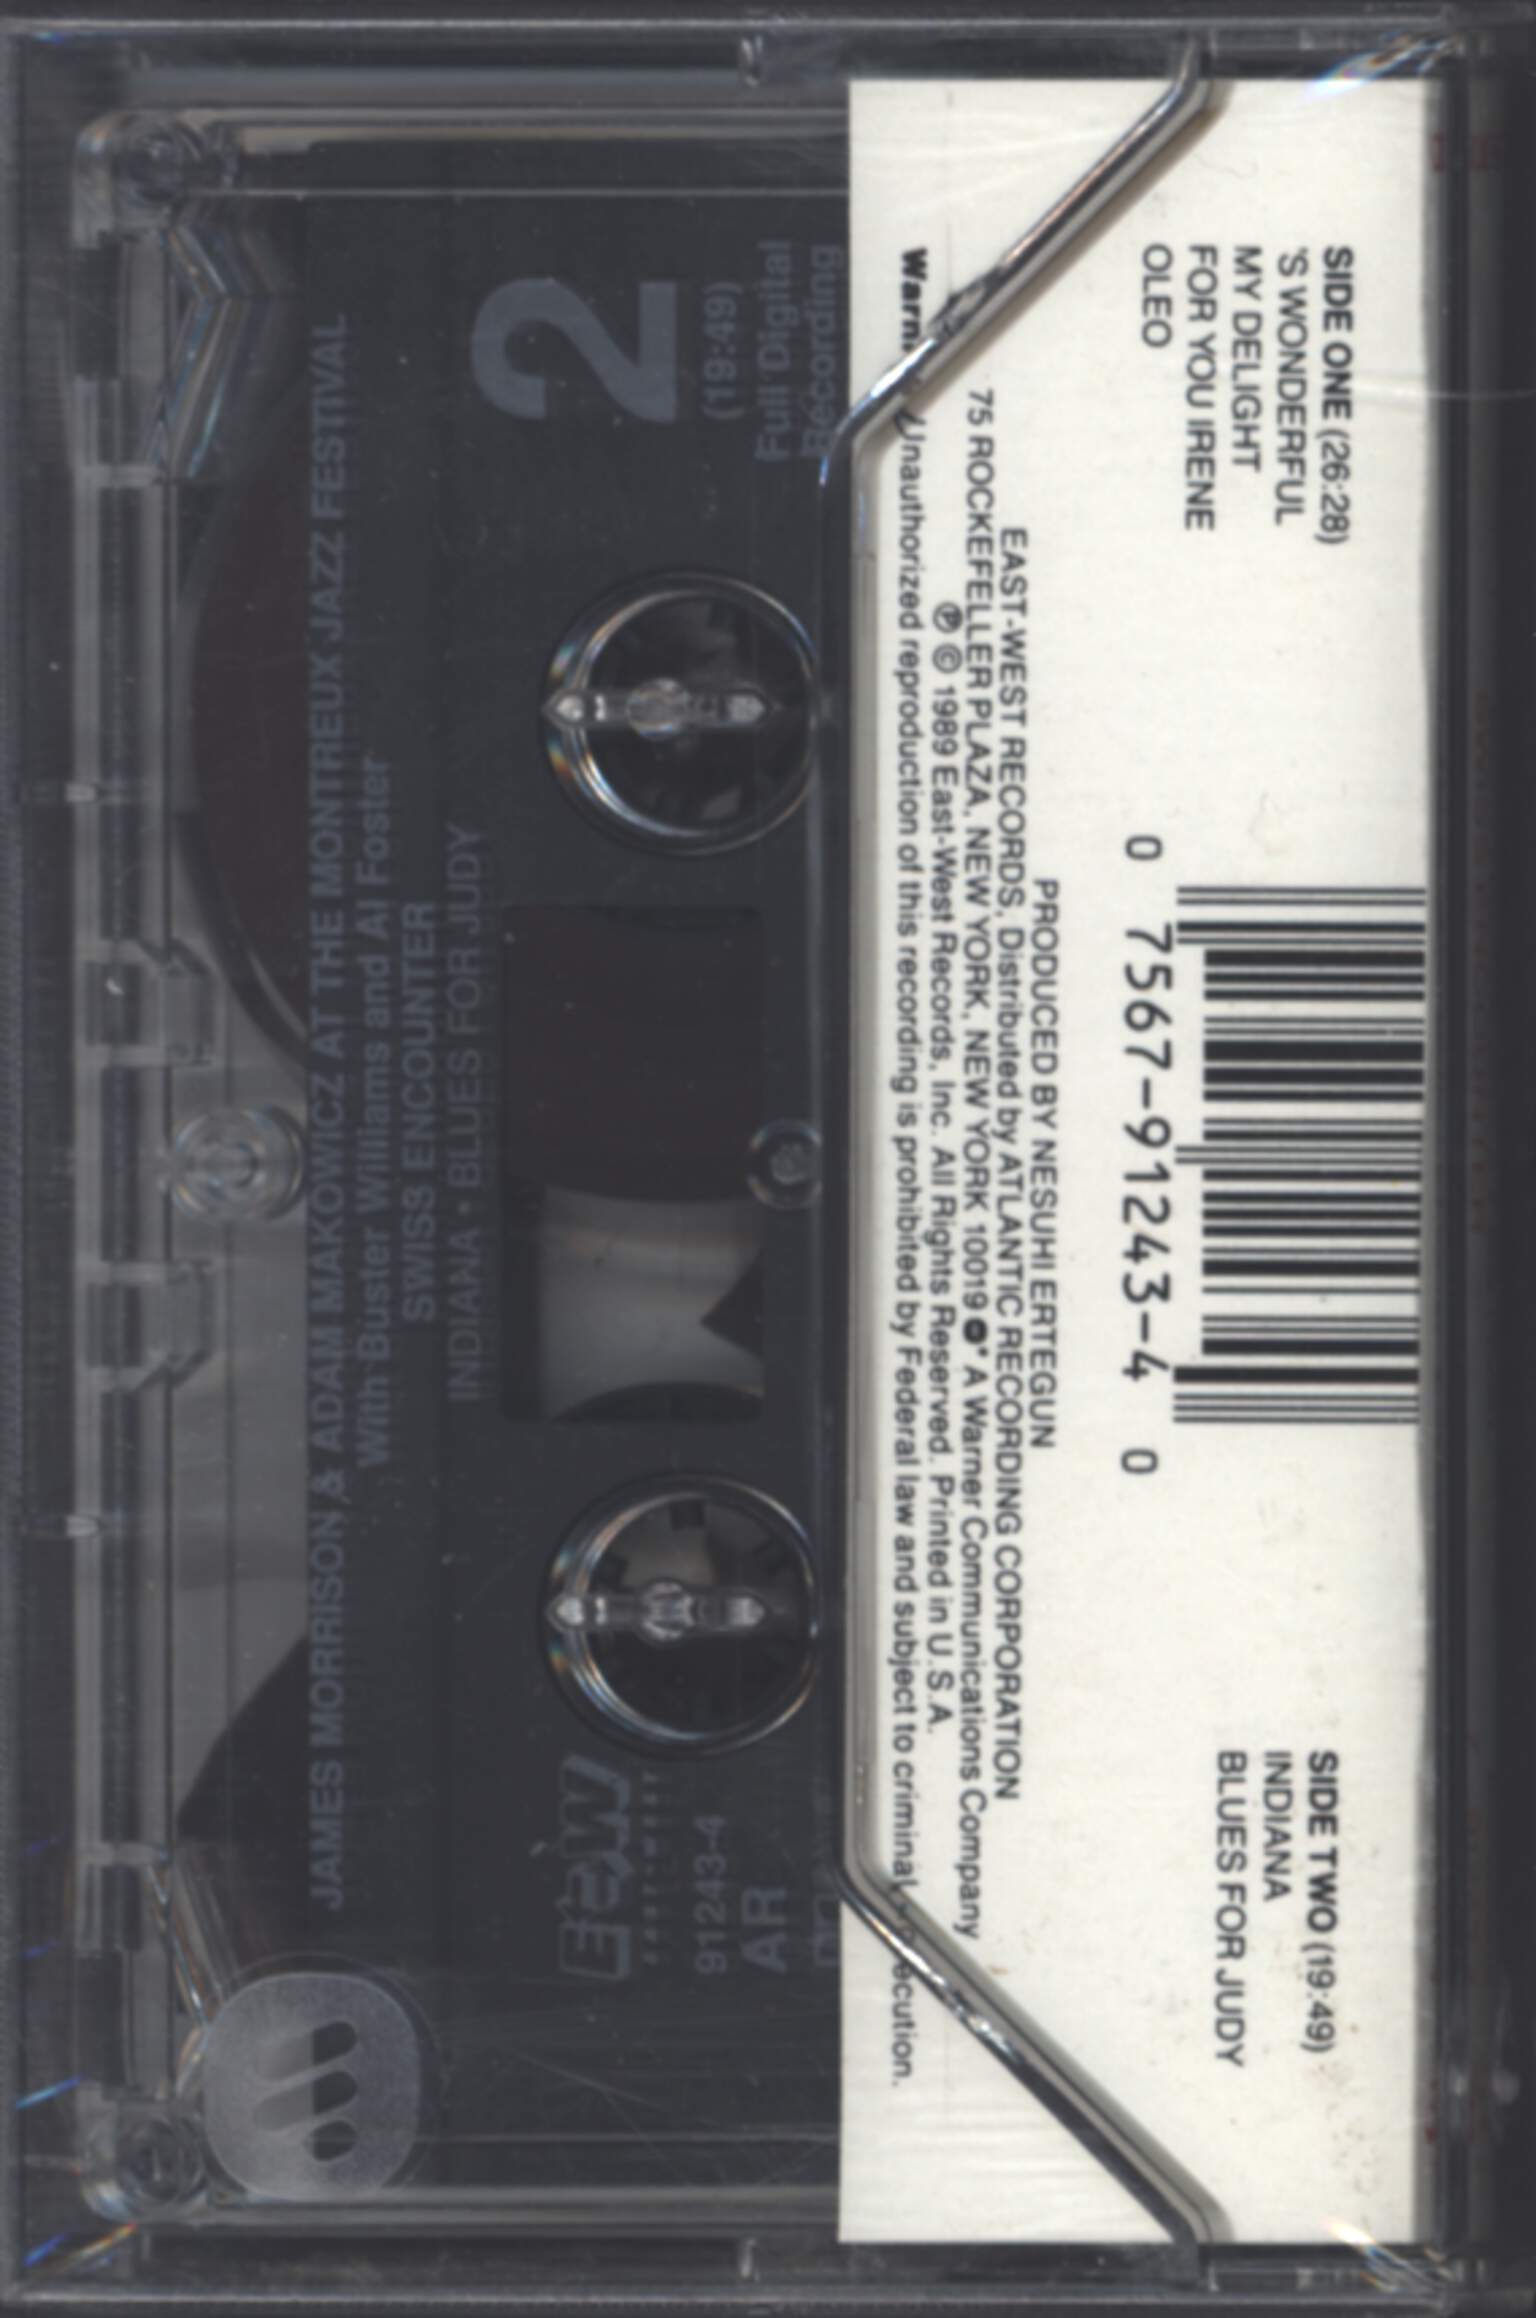 SIDE ONE (26:28)
'S WONDERFUL
MY DELIGHT
FOR YOU IRENE
OLEO
0 7567-91243-4 0
SIDE TWO (19:49)
INDIANA
BLUES FOR JUDY
PRODUCED BY NESUHI ERTEGUN
EAST-WEST RECORDS, Distributed by ATLANTIC RECORDING CORPORATION
75 ROCKEFELLER PLAZA, NEW YORK, NEW YORK 10019 A Warner Communications Company
℗ © 1989 East-West Records, Inc. All Rights Reserved. Printed in U.S.A.
Unauthorized reproduction of this recording is prohibited by Federal law and subject to criminal
2
(19:49)
Full Digital
Recording
E W
91243-4
AR
INDIANA • BLUES FOR JUDY
SWISS ENCOUNTER
With Buster Williams and Al Foster
JAMES MORRISON & ADAM MAKOWICZ AT THE MONTREUX JAZZ FESTIVAL